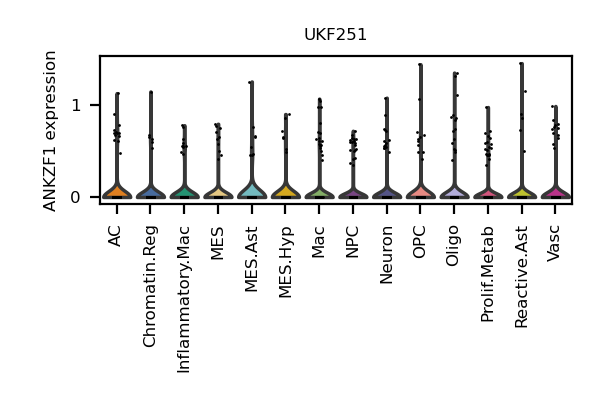 UKF251
ANKZF1 expression
1
0
AC
Chromatin.Reg
Inflammatory.Mac
MES
MES.Ast
MES.Hyp
Mac
NPC
Neuron
OPC
Oligo
Prolif.Metab
Reactive.Ast
Vasc